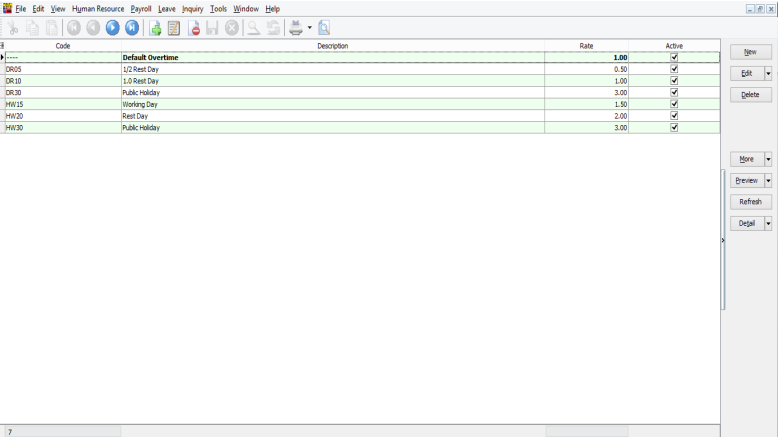 File Edit View Human Resource Payroll Leave Inquiry Tools Window Help
Code Description Rate Active
---- Default Overtime 1.00
DR05 1/2 Rest Day 0.50
DR10 1.0 Rest Day 1.00
DR30 Public Holiday 3.00
HW15 Working Day 1.50
HW20 Rest Day 2.00
HW30 Public Holiday 3.00
New
Edit
Delete
More
Preview
Refresh
Detail
7